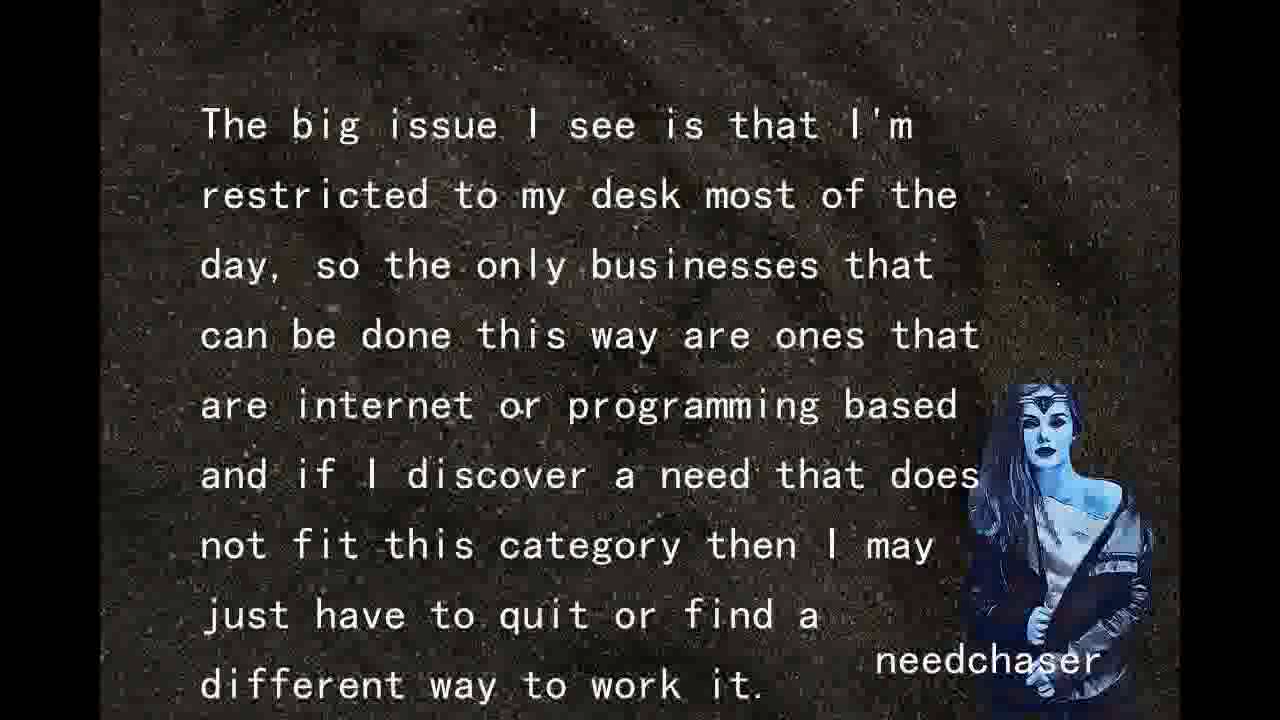 The big issue I see is that I'm
restricted to my desk most of the
day, so the only businesses that
can be done this way are ones that
are internet or programming based
and if I discover a need that does
not fit this category then I may
just have to quit or find a
different way to work it.
needchaser